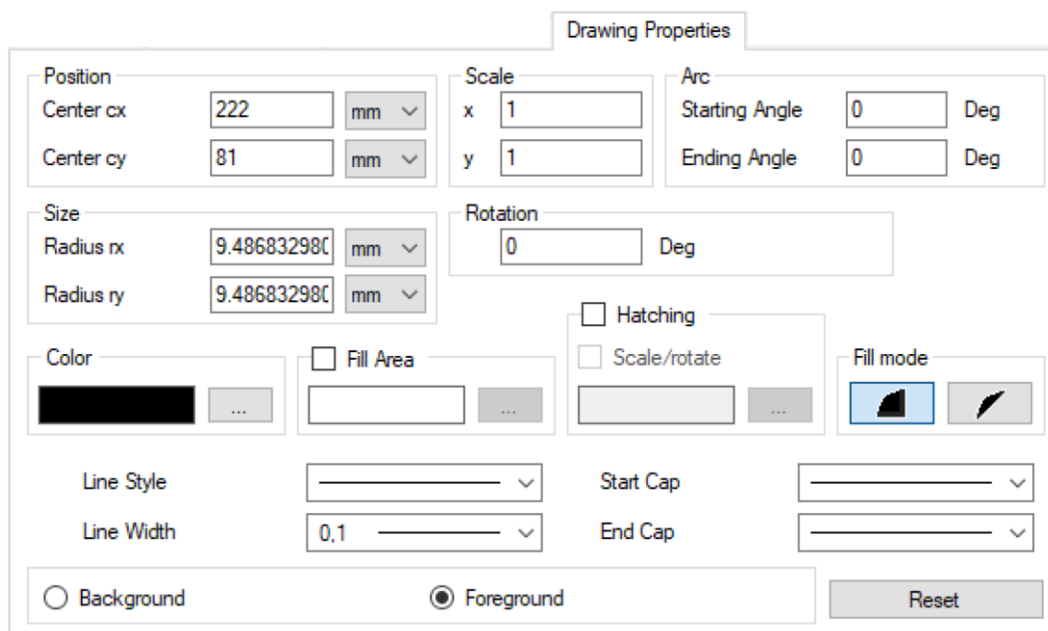 Drawing Properties
Position
Center cx 222 mm
Center cy 81 mm
Scale
x 1
y 1
Arc
Starting Angle 0 Deg
Ending Angle 0 Deg
Size
Radius rx 9.48683298 mm
Radius ry 9.48683298 mm
Rotation
0 Deg
Color
...
Fill Area
...
Hatching
Scale/rotate
...
Fill mode
Line Style
Line Width 0,1
Start Cap
End Cap
Background
Foreground
Reset